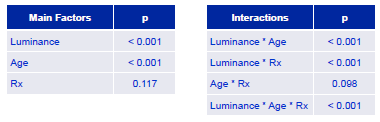 Main Factors p
Luminance < 0.001
Age < 0.001
Rx 0.117
Interactions p
Luminance * Age < 0.001
Luminance * Rx < 0.001
Age * Rx 0.098
Luminance * Age * Rx < 0.001